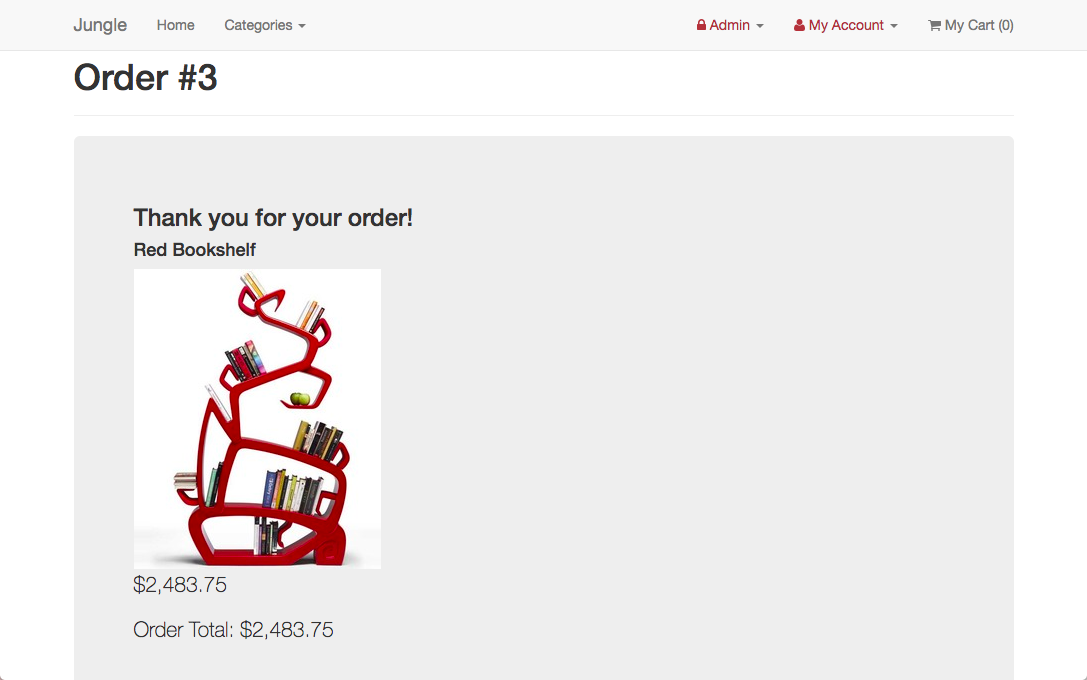 Jungle Home Categories Admin My Account My Cart (0)
Order #3
Thank you for your order!
Red Bookshelf
$2,483.75
Order Total: $2,483.75